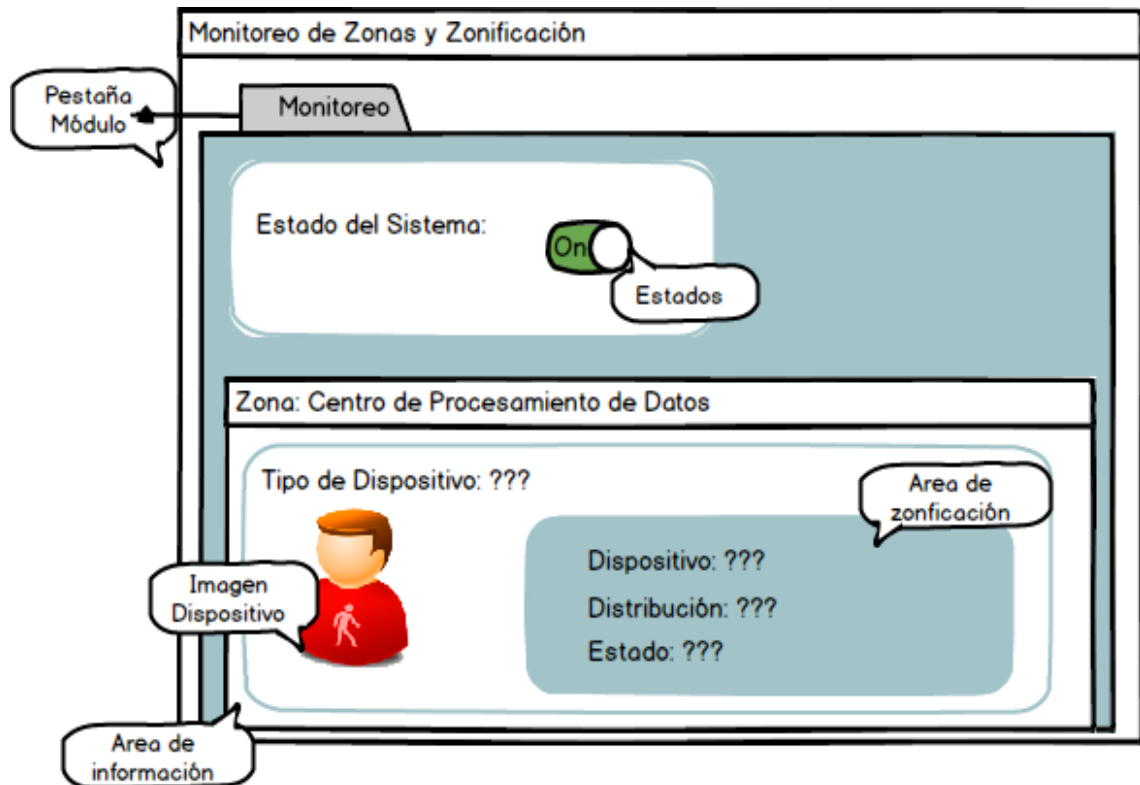 Monitoreo de Zonas y Zonificación
Pestaña
Módulo
Monitoreo
Estado del Sistema:
On
Estados
Zona: Centro de Procesamiento de Datos
Tipo de Dispositivo: ???
Area de
zonficación
Dispositivo: ???
Imagen
Dispositivo
Distribución: ???
Estado: ???
Area de
información